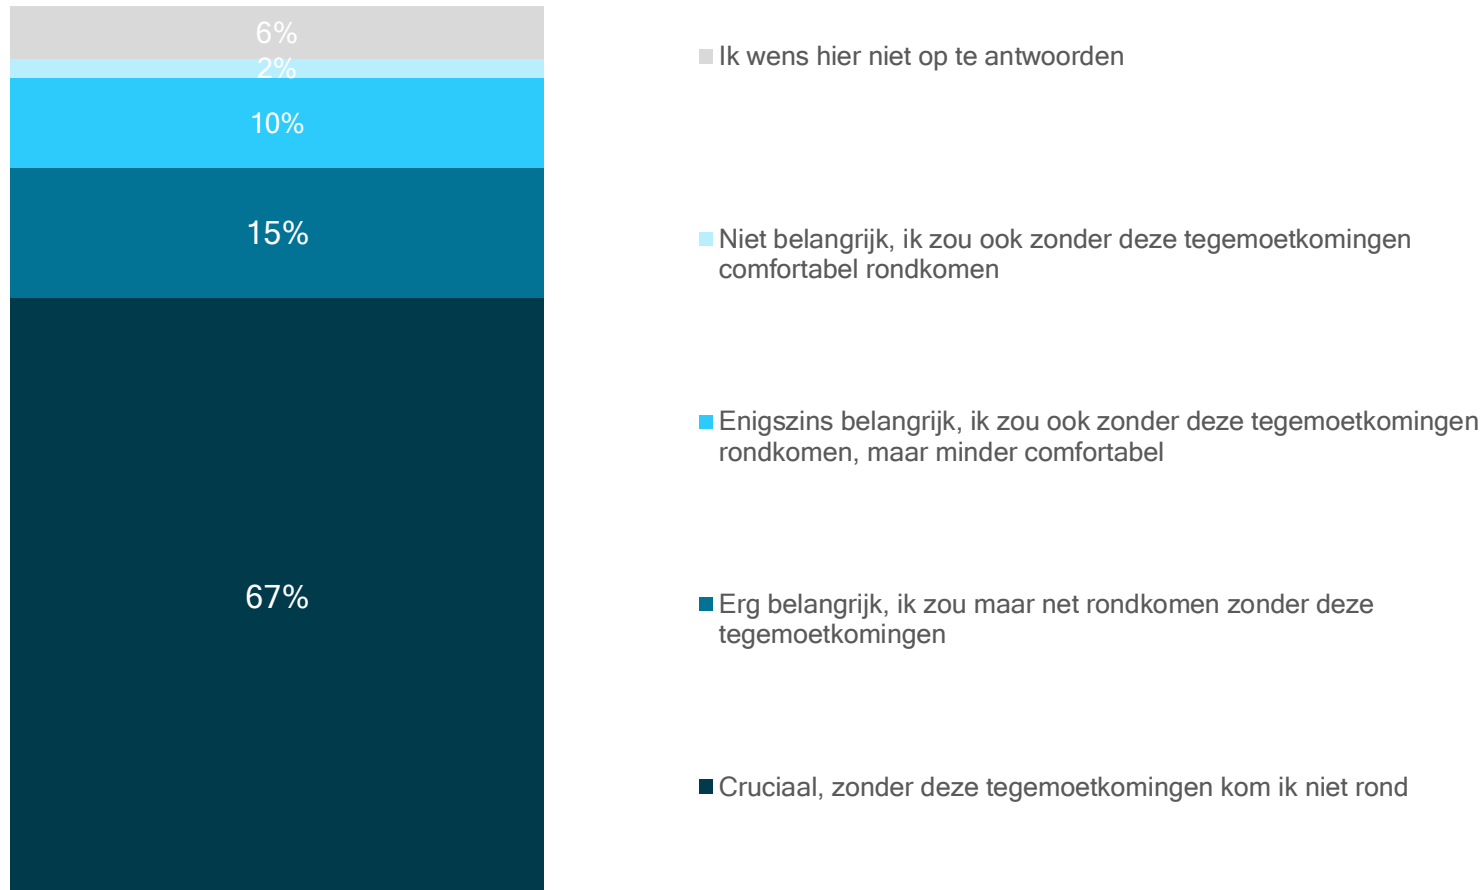 6%
2%
10%
15%
67%
Ik wens hier niet op te antwoorden
Niet belangrijk, ik zou ook zonder deze tegemoetkomingen
comfortabel rondkomen
Enigszins belangrijk, ik zou ook zonder deze tegemoetkomingen
rondkomen, maar minder comfortabel
Erg belangrijk, ik zou maar net rondkomen zonder deze
tegemoetkomingen
Cruciaal, zonder deze tegemoetkomingen kom ik niet rond